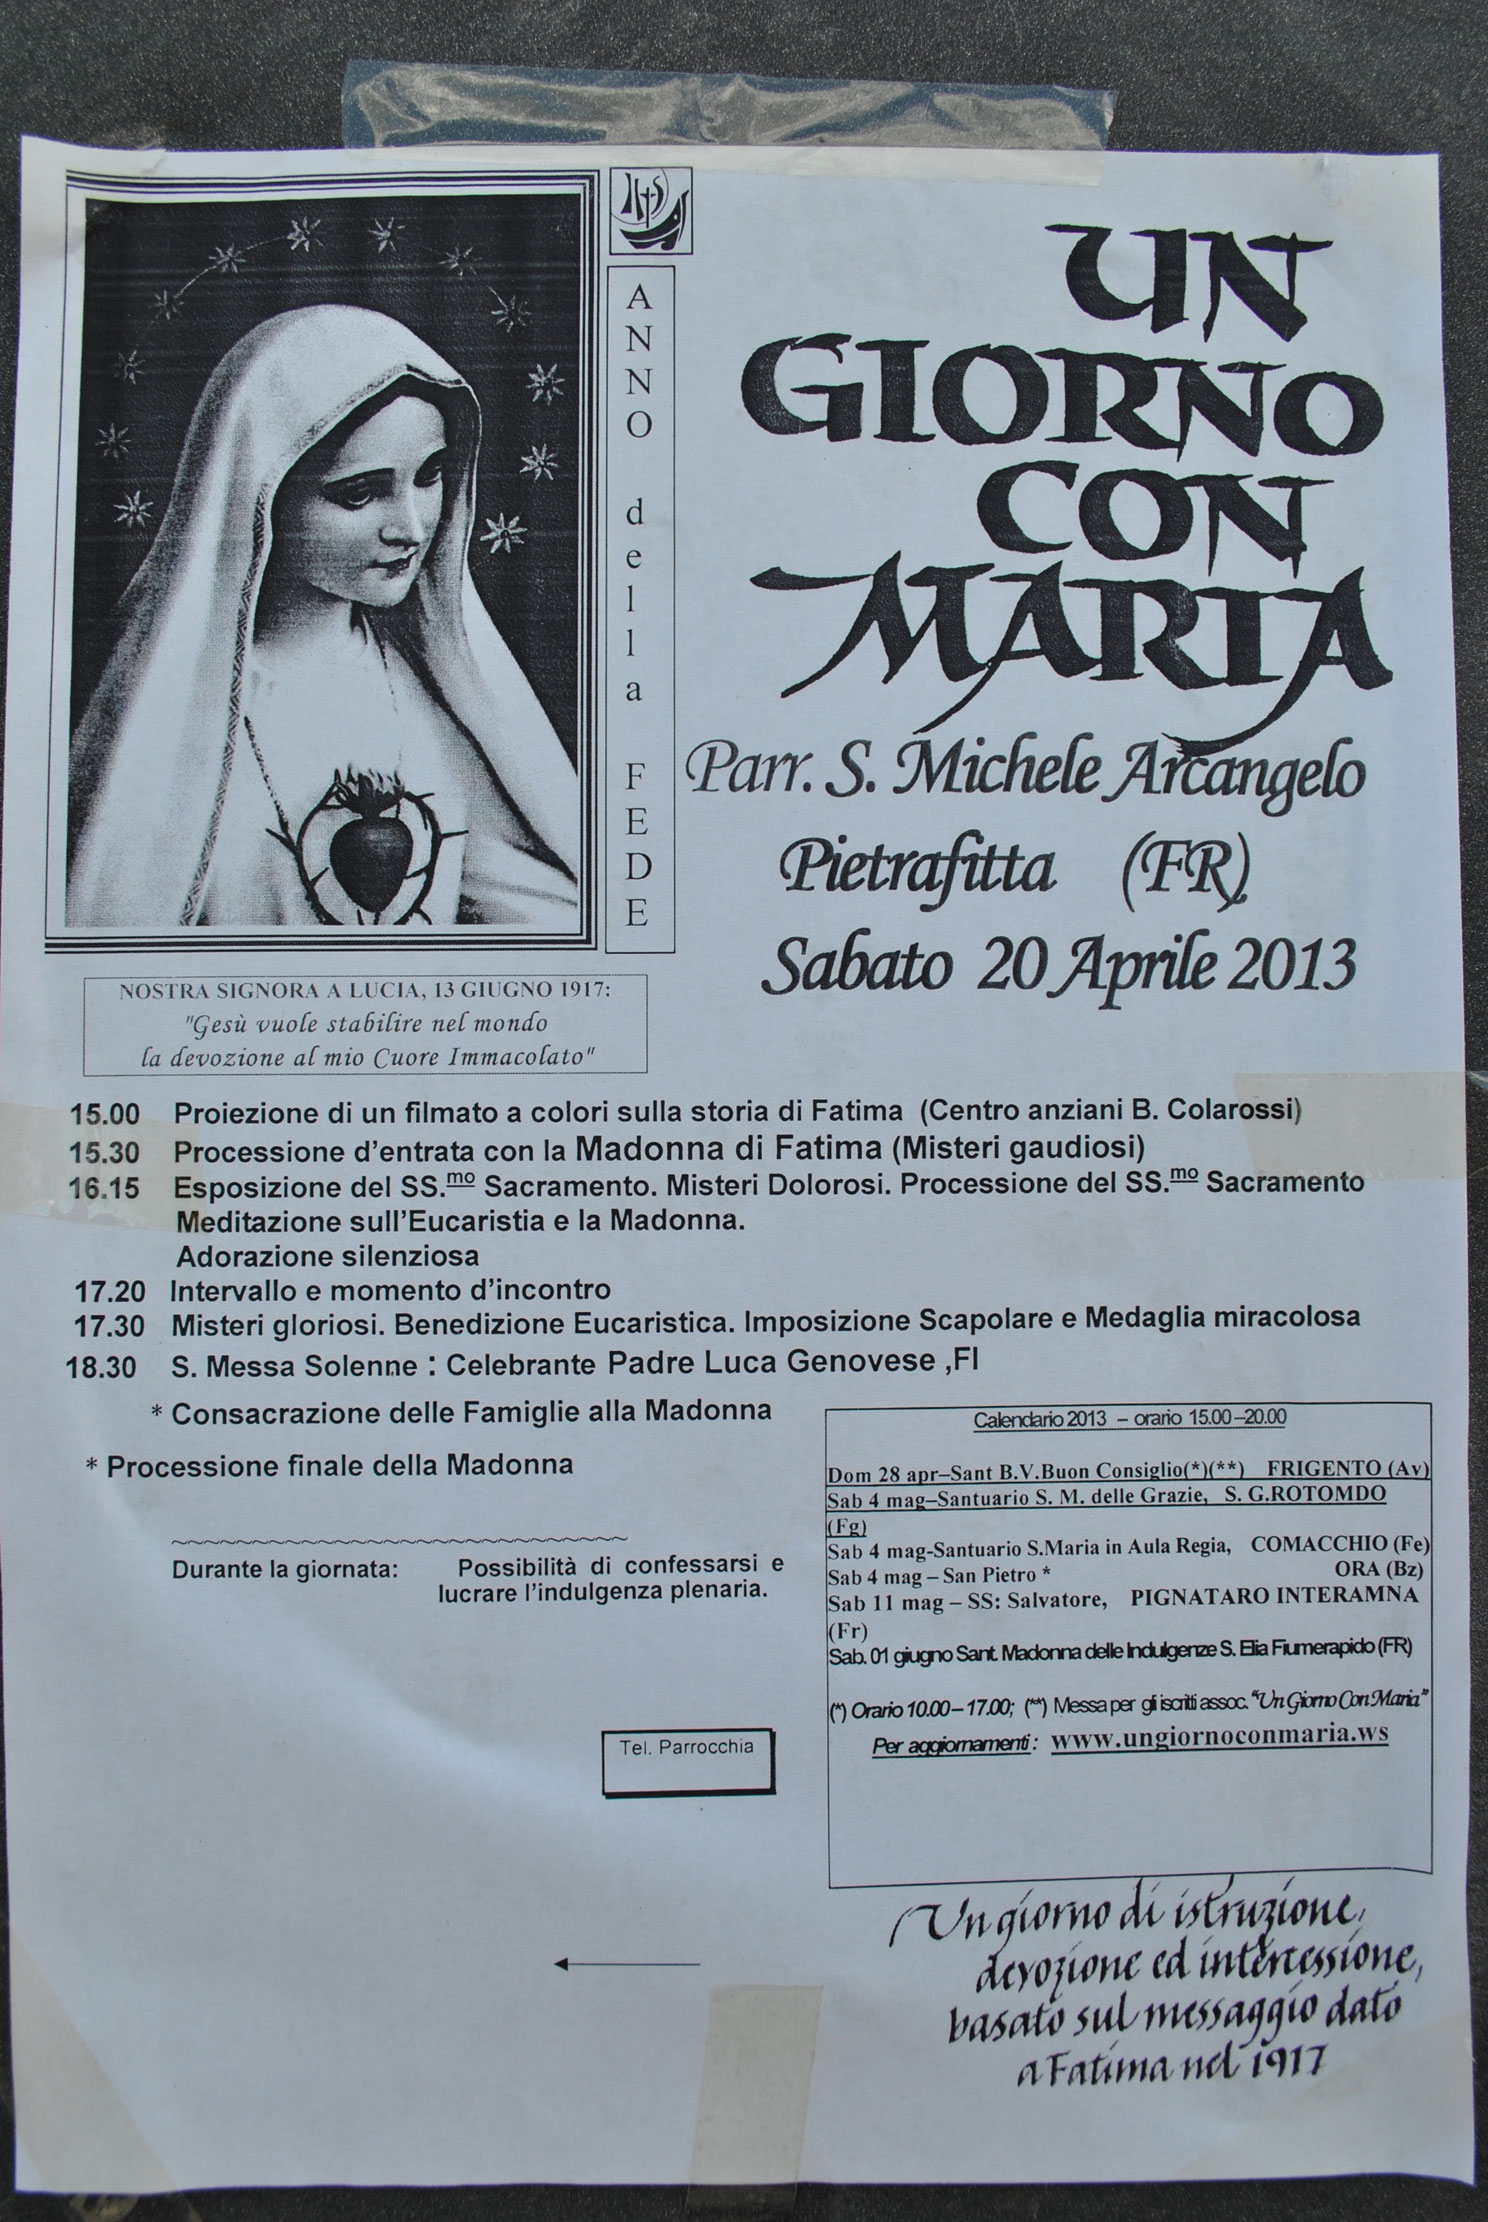 IHS
ANNO della FEDE
UN
GIORNO
CON
MARIA
Parr. S. Michele Arcangelo
Pietrafitta (FR)
Sabato 20 Aprile 2013
NOSTRA SIGNORA A LUCIA, 13 GIUGNO 1917:
"Gesù vuole stabilire nel mondo
la devozione al mio Cuore Immacolato"
15.00 Proiezione di un filmato a colori sulla storia di Fatima (Centro anziani B. Colarossi)
15.30 Processione d'entrata con la Madonna di Fatima (Misteri gaudiosi)
16.15 Esposizione del SS.mo Sacramento. Misteri Dolorosi. Processione del SS.mo Sacramento
Meditazione sull'Eucaristia e la Madonna.
Adorazione silenziosa
17.20 Intervallo e momento d'incontro
17.30 Misteri gloriosi. Benedizione Eucaristica. Imposizione Scapolare e Medaglia miracolosa
18.30 S. Messa Solenne : Celebrante Padre Luca Genovese ,FI
* Consacrazione delle Famiglie alla Madonna
* Processione finale della Madonna
~~~~~~~~~~~~~~~~~~~~~~~~~~~~
Durante la giornata: Possibilità di confessarsi e
lucrare l'indulgenza plenaria.
Tel. Parrocchia
Calendario 2013 – orario 15.00–20.00
Dom 28 apr–Sant B.V.Buon Consiglio(*)(**) FRIGENTO (Av)
Sab 4 mag–Santuario S. M. delle Grazie, S. G.ROTOMDO
(Fg)
Sab 4 mag-Santuario S.Maria in Aula Regia, COMACCHIO (Fe)
Sab 4 mag – San Pietro * ORA (Bz)
Sab 11 mag – SS: Salvatore, PIGNATARO INTERAMNA
(Fr)
Sab. 01 giugno Sant. Madonna delle Indulgenze S. Elia Fiumerapido (FR)
(*) Orario 10.00 – 17.00; (**) Messa per gli iscritti assoc. "Un Giorno Con Maria"
Per aggiornamenti : www.ungiornoconmaria.ws
Un giorno di istruzione,
devozione ed intercessione,
basato sul messaggio dato
a Fatima nel 1917